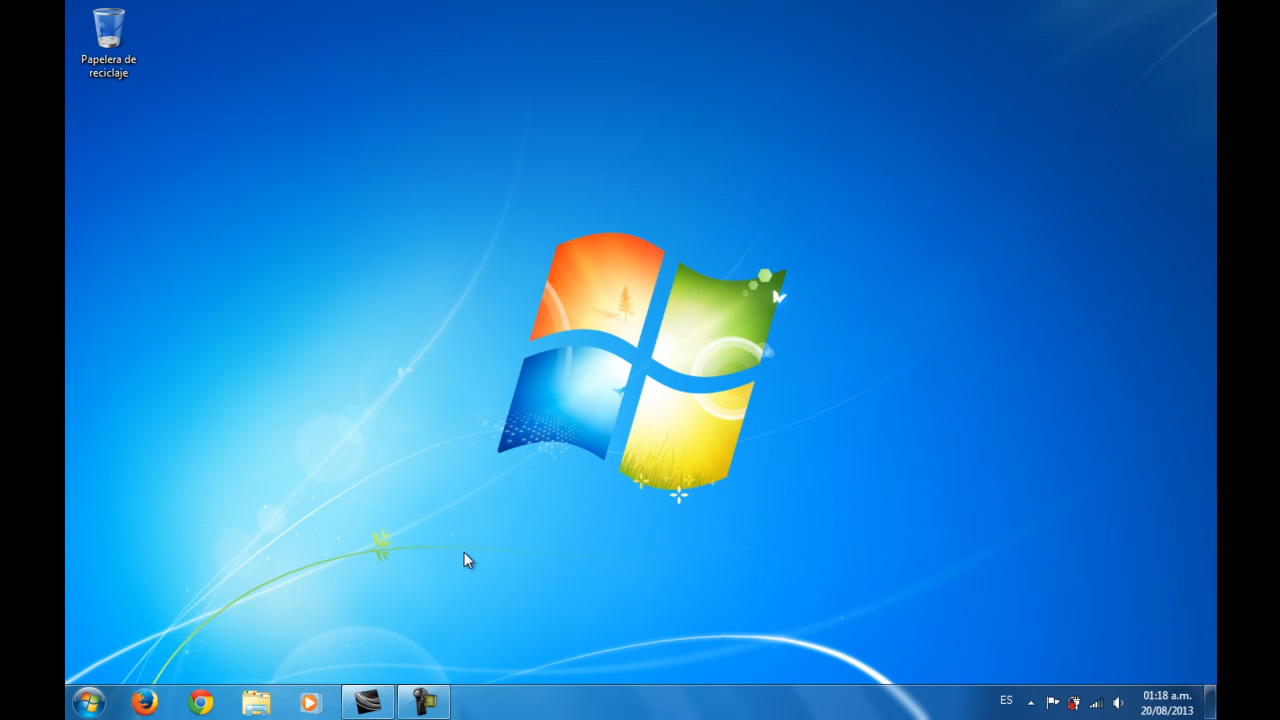 Papelera de
reciclaje
ES
01:18 a.m.
20/08/2013